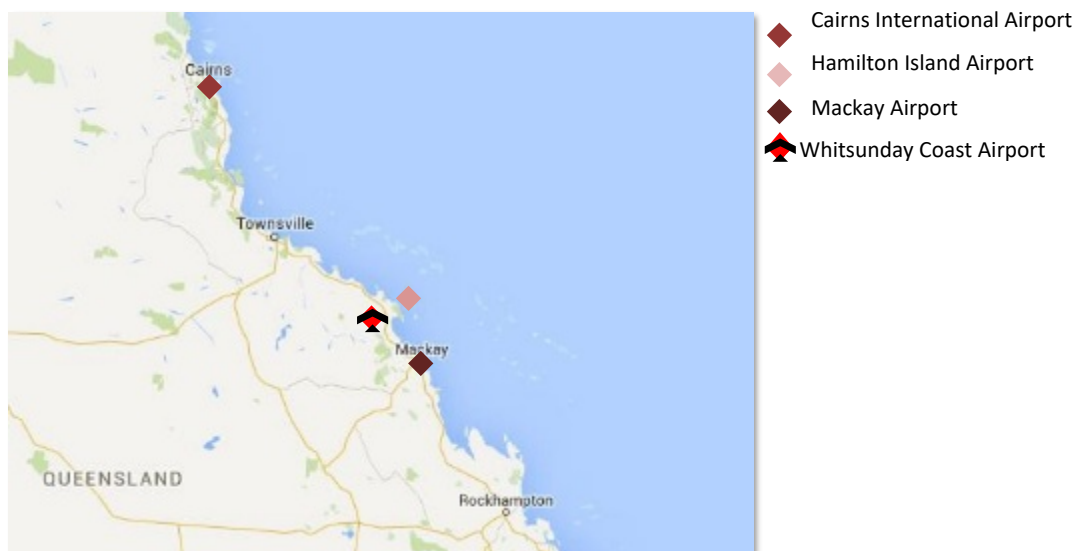 Cairns
Townsville
Mackay
QUEENSLAND
Rockhampton
Cairns International Airport
Hamilton Island Airport
Mackay Airport
Whitsunday Coast Airport